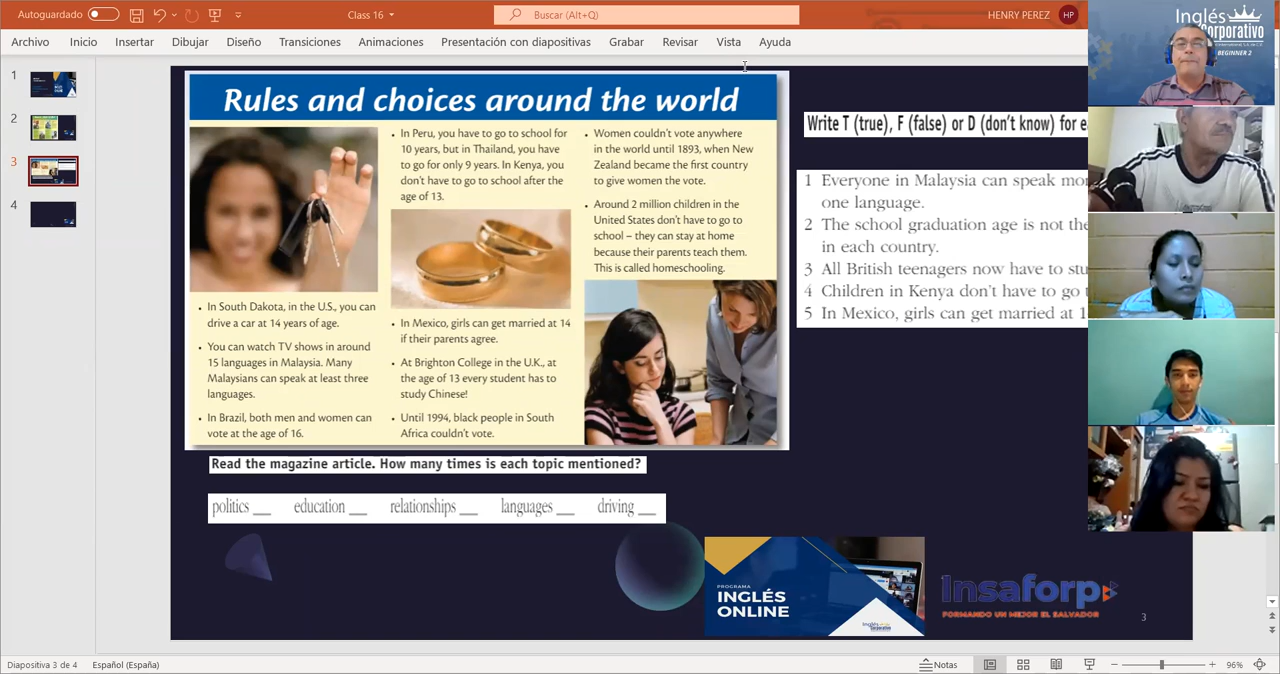 Autoguardado
Class 16
Buscar (Alt+Q)
HENRY PEREZ
HP
Archivo
Inicio
Insertar
Dibujar
Diseño
Transiciones
Animaciones
Presentación con diapositivas
Grabar
Revisar
Vista
Ayuda
1
2
3
4
Rules and choices around the world
• In South Dakota, in the U.S., you can
drive a car at 14 years of age.
• You can watch TV shows in around
15 languages in Malaysia. Many
Malaysians can speak at least three
languages.
• In Brazil, both men and women can
vote at the age of 16.
• In Peru, you have to go to school for
10 years, but in Thailand, you have
to go for only 9 years. In Kenya, you
don't have to go to school after the
age of 13.
• In Mexico, girls can get married at 14
if their parents agree.
• At Brighton College in the U.K., at
the age of 13 every student has to
study Chinese!
• Until 1994, black people in South
Africa couldn't vote.
• Women couldn't vote anywhere
in the world until 1893, when New
Zealand became the first country
to give women the vote.
• Around 2 million children in the
United States don't have to go to
school – they can stay at home
because their parents teach them.
This is called homeschooling.
Read the magazine article. How many times is each topic mentioned?
politics __ education __ relationships __ languages __ driving __
Write T (true), F (false) or D (don't know) for e
1 Everyone in Malaysia can speak mo
one language.
2 The school graduation age is not the
in each country.
3 All British teenagers now have to stu
4 Children in Kenya don't have to go t
5 In Mexico, girls can get married at 1
PROGRAMA
INGLÉS
ONLINE
Inglés
Corporativo
Insaforp
FORMANDO UN MEJOR EL SALVADOR
3
Inglés
Corporativo
BEGINNER 2
Diapositiva 3 de 4
Español (España)
Notas
96%